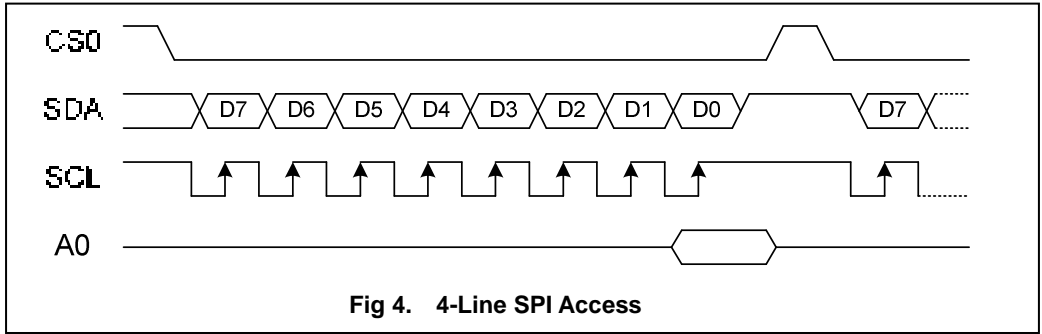 CS0
SDA D7 D6 D5 D4 D3 D2 D1 D0 D7
SCL
A0
Fig 4. 4-Line SPI Access